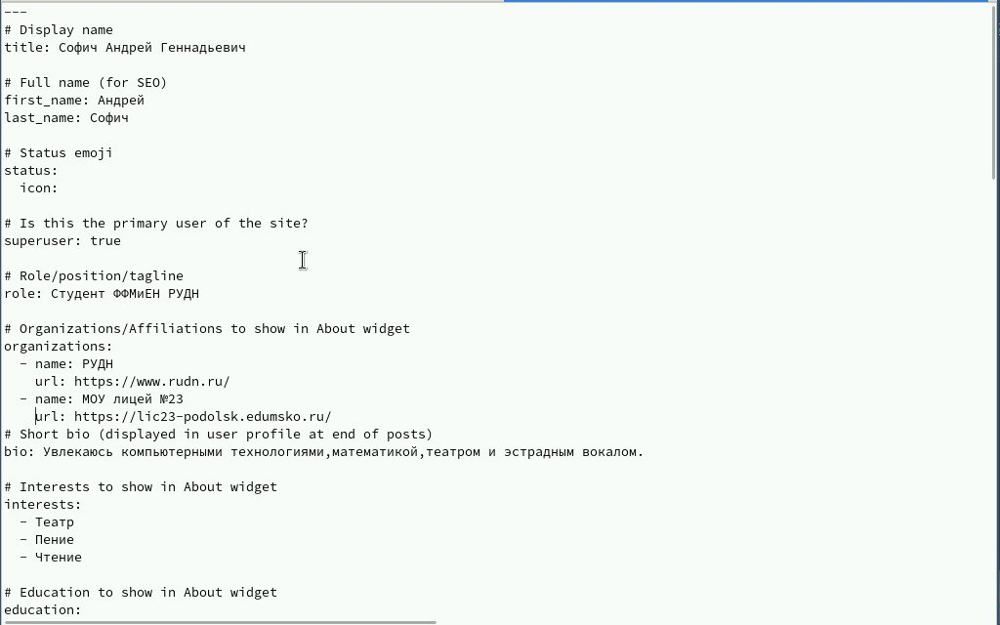 ---
# Display name
title: Софич Андрей Геннадьевич
# Full name (for SEO)
first_name: Андрей
last_name: Софич
# Status emoji
status:
  icon:
# Is this the primary user of the site?
superuser: true
# Role/position/tagline
role: Студент ФФМиЕН РУДН
# Organizations/Affiliations to show in About widget
organizations:
  - name: РУДН
    url: https://www.rudn.ru/
  - name: МОУ лицей №23
    url: https://lic23-podolsk.edumsko.ru/
# Short bio (displayed in user profile at end of posts)
bio: Увлекаюсь компьютерными технологиями,математикой,театром и эстрадным вокалом.
# Interests to show in About widget
interests:
  - Театр
  - Пение
  - Чтение
# Education to show in About widget
education: